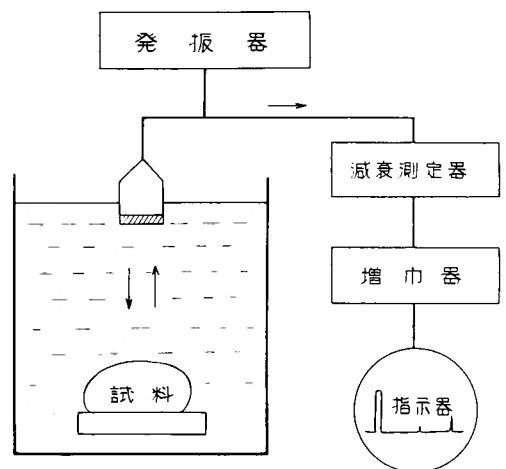 発振器
減衰測定器
増巾器
試料
指示器